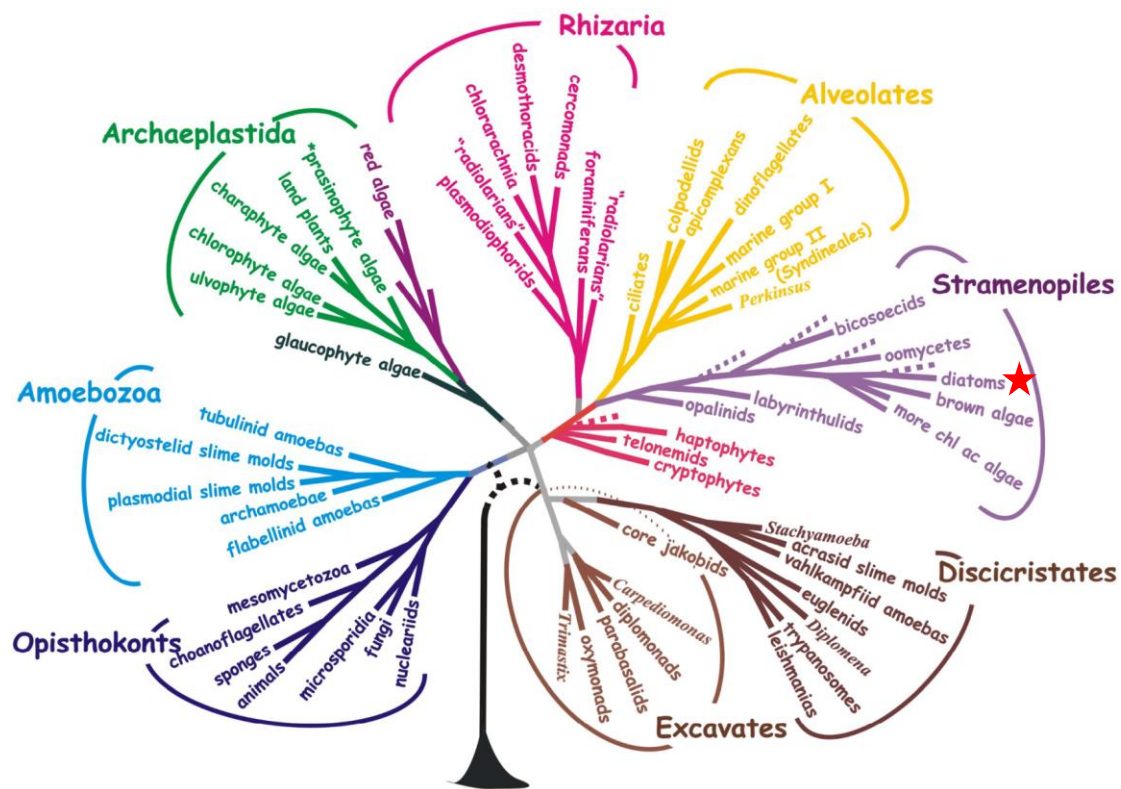 Rhizaria
desmothoracids
cercomonads
chlorarachnia
"radiolarians"
plasmodiophorids
foraminiferans
"radiolarians"
Alveolates
ciliates
colpodellids
apicomplexans
dinoflagellates
marine group I
marine group II
(Syndineales)
Perkinsus
Archaeplastida
red algae
*prasinophyte algae
land plants
charaphyte algae
chlorophyte algae
ulvophyte algae
glaucophyte algae
Stramenopiles
bicosoecids
oomycetes
diatoms
brown algae
more chl ac algae
labyrinthulids
opalinids
haptophytes
telonemids
cryptophytes
Amoebozoa
tubulinid amoebas
dictyostelid slime molds
plasmodial slime molds
archamoebae
flabellinid amoebas
Opisthokonts
mesomycetozoa
choanoflagellates
sponges
animals
microsporidia
fungi
nucleariids
Discicristates
Stachyamoeba
acrasid slime molds
vahlkampfiid amoebas
euglenids
Diplomena
trypanosomes
leishmanias
Excavates
core jakobids
Carpediomonas
diplomonads
parabasalids
oxymonads
Trimastix